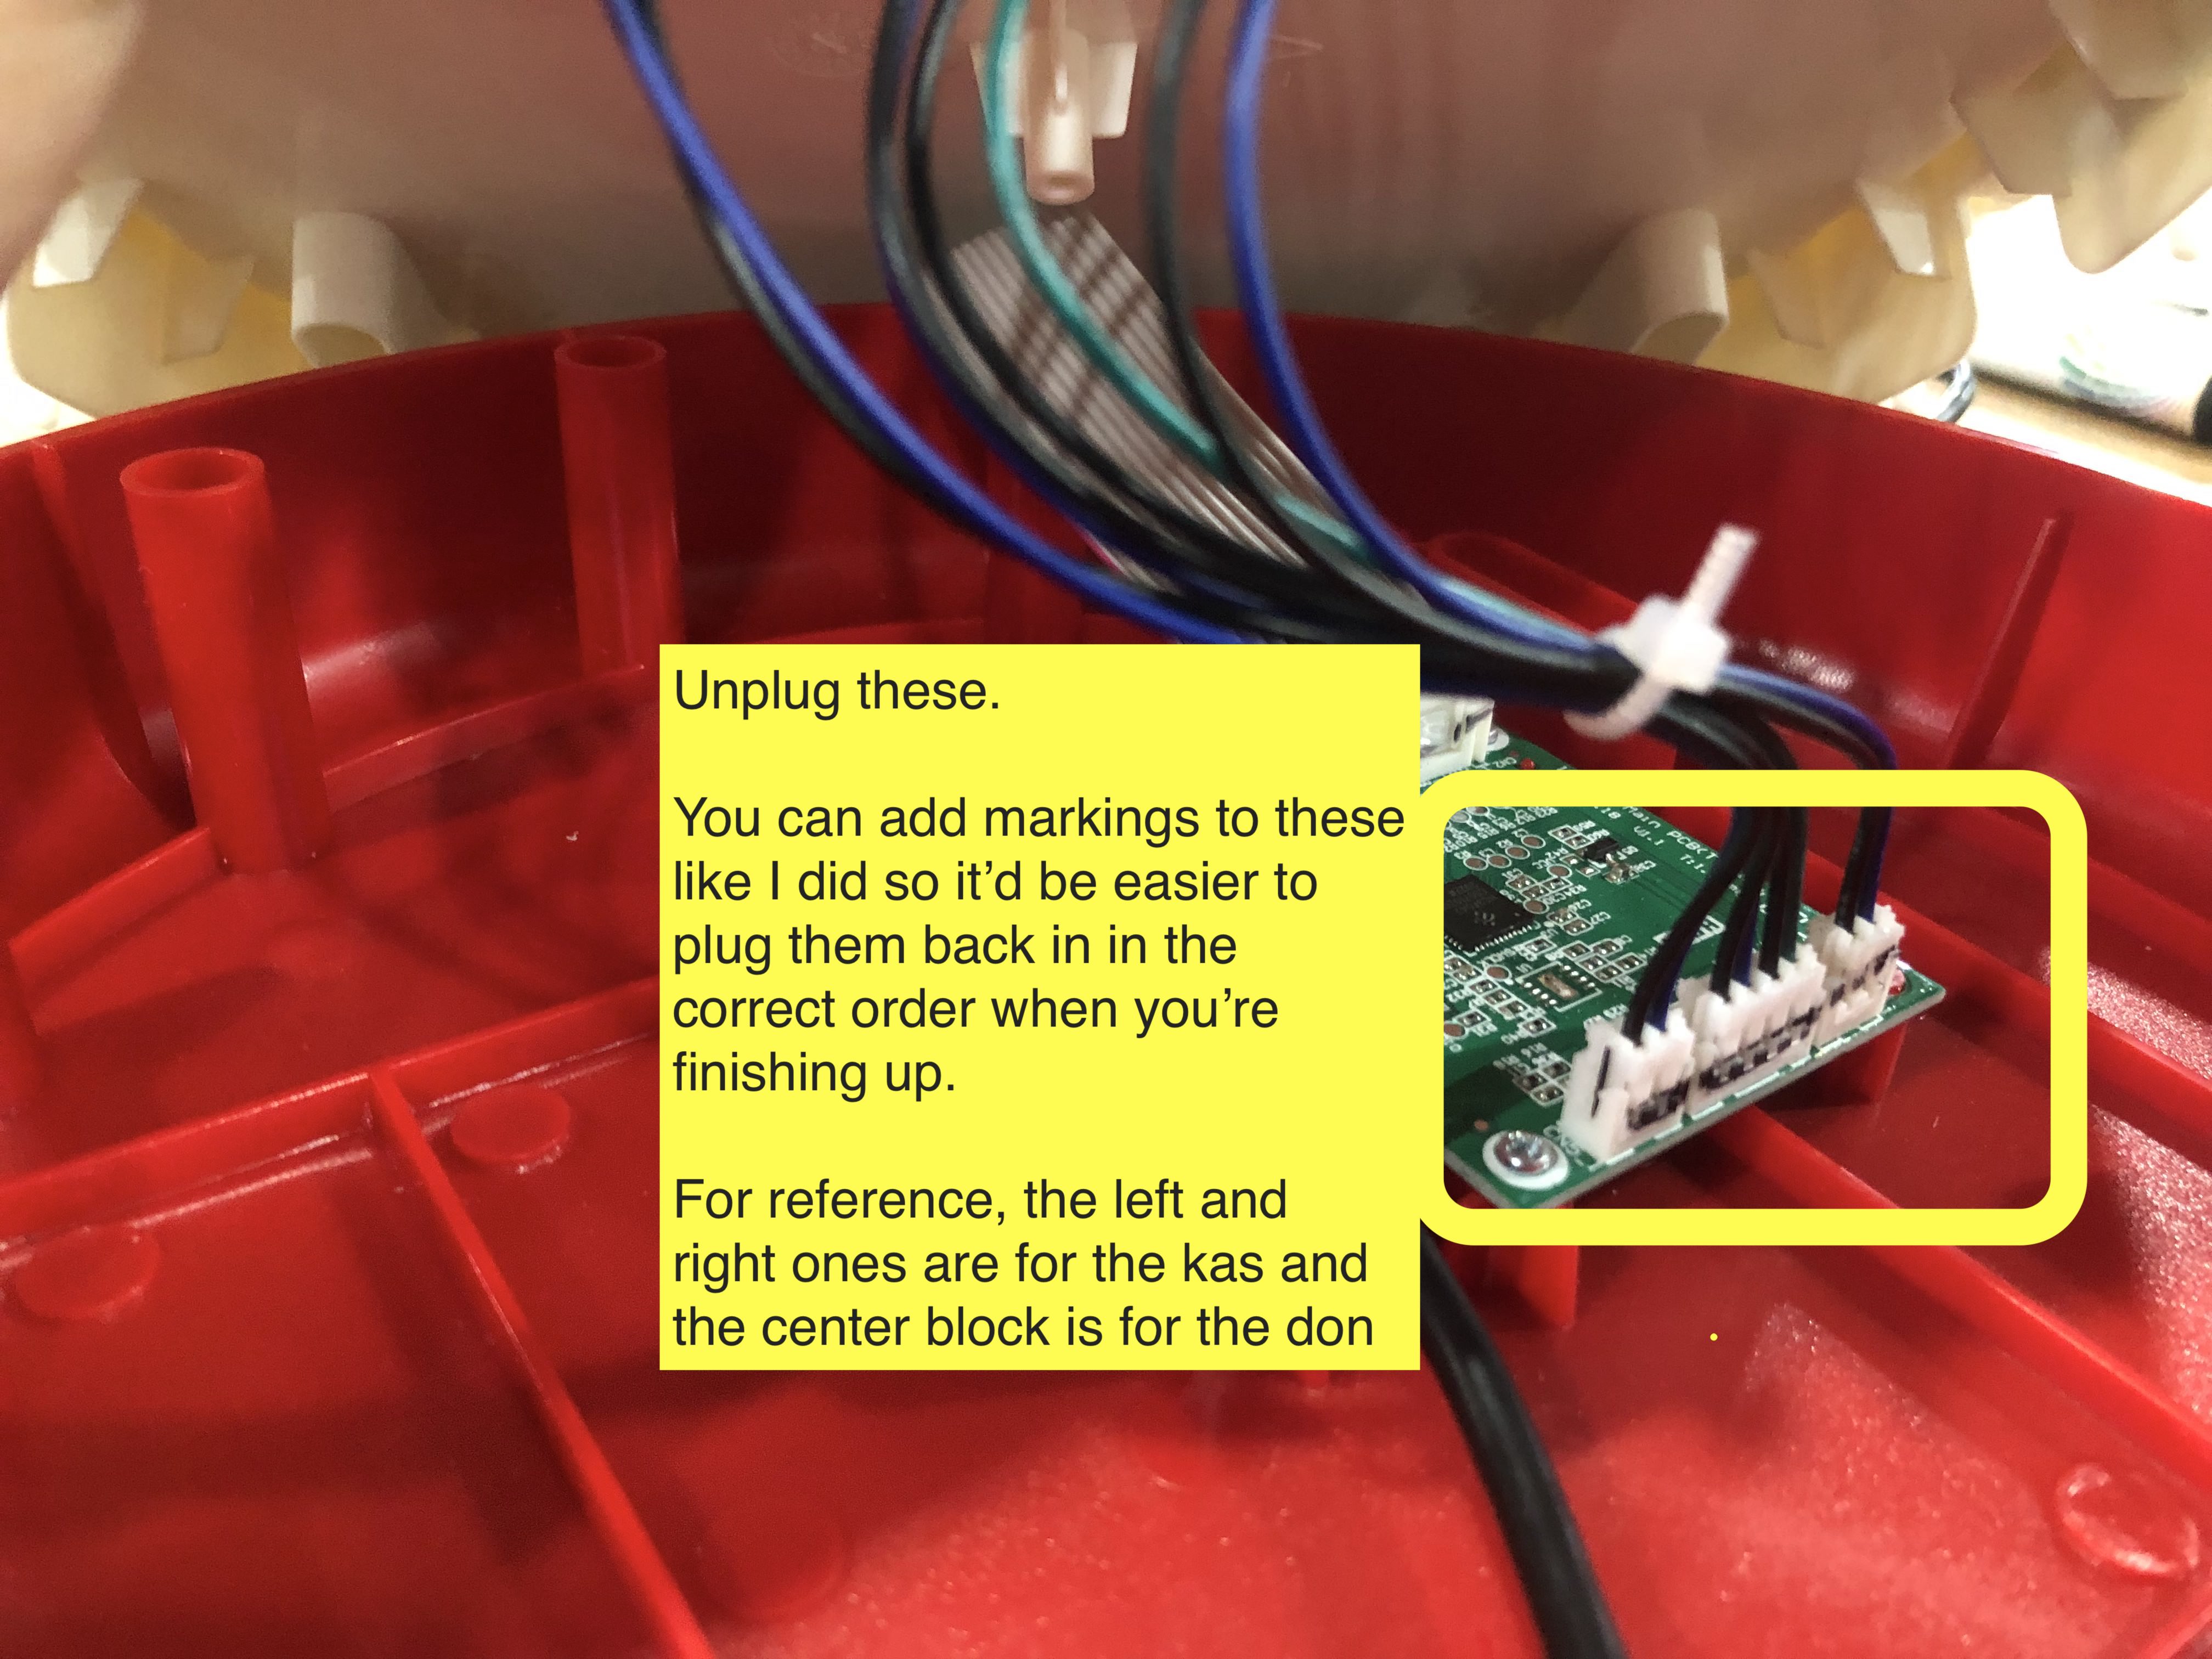 Unplug these.
You can add markings to these
like I did so it’d be easier to
plug them back in in the
correct order when you’re
finishing up.
For reference, the left and
right ones are for the kas and
the center block is for the don